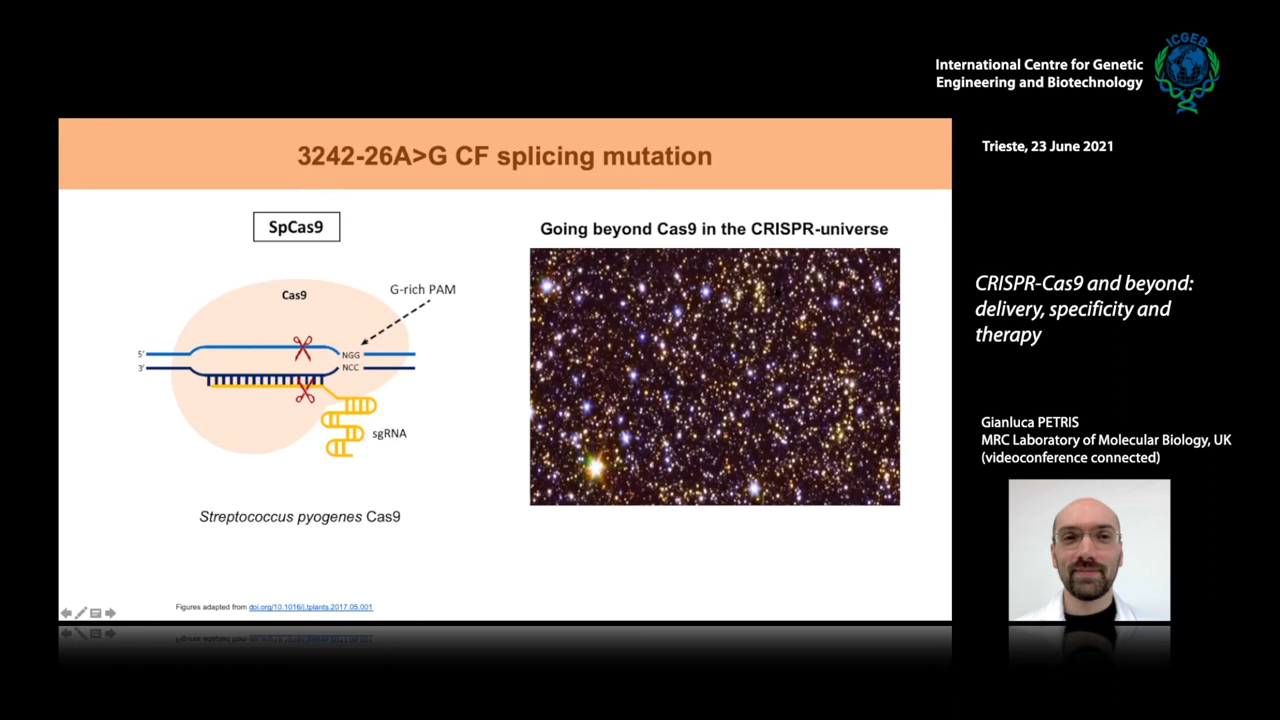 ICGEB
International Centre for Genetic
Engineering and Biotechnology
Trieste, 23 June 2021
3242-26A>G CF splicing mutation
SpCas9
Going beyond Cas9 in the CRISPR-universe
Cas9
G-rich PAM
5'
NGG
3'
NCC
sgRNA
Streptococcus pyogenes Cas9
Figures adapted from doi.org/10.1016/j.tplants.2017.05.001
CRISPR-Cas9 and beyond:
delivery, specificity and
therapy
Gianluca PETRIS
MRC Laboratory of Molecular Biology, UK
(videoconference connected)